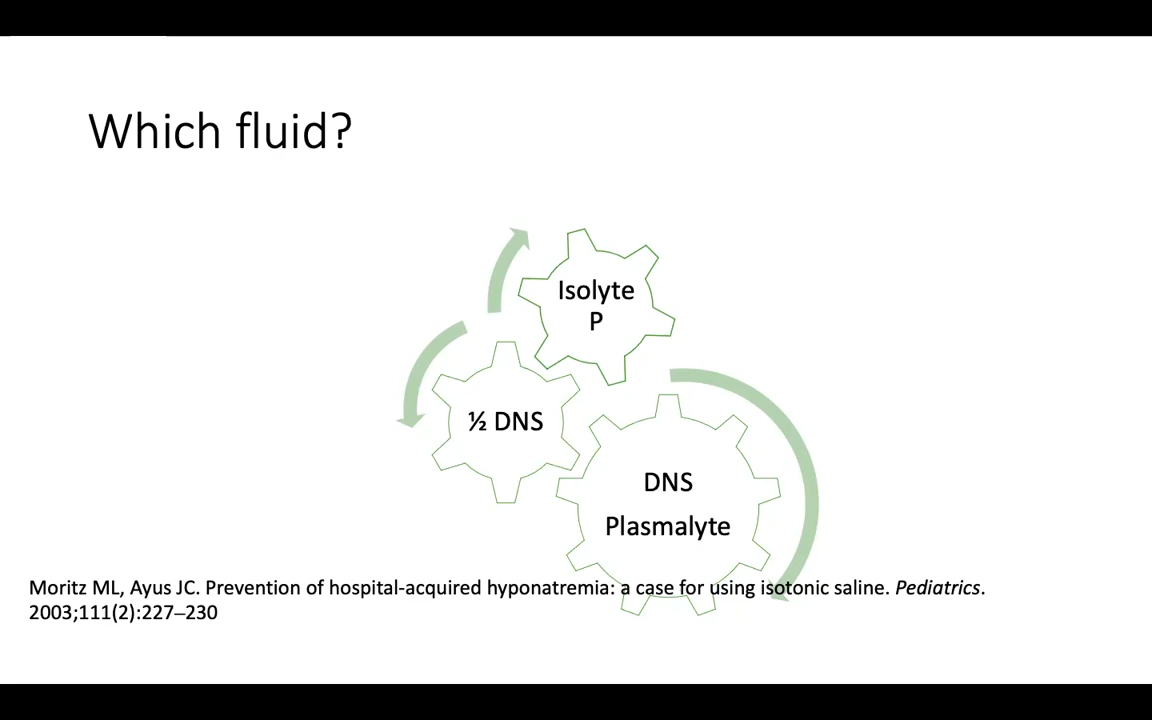 Which fluid?
Isolyte
P
½ DNS
DNS
Plasmalyte
Moritz ML, Ayus JC. Prevention of hospital-acquired hyponatremia: a case for using isotonic saline. Pediatrics.
2003;111(2):227–230